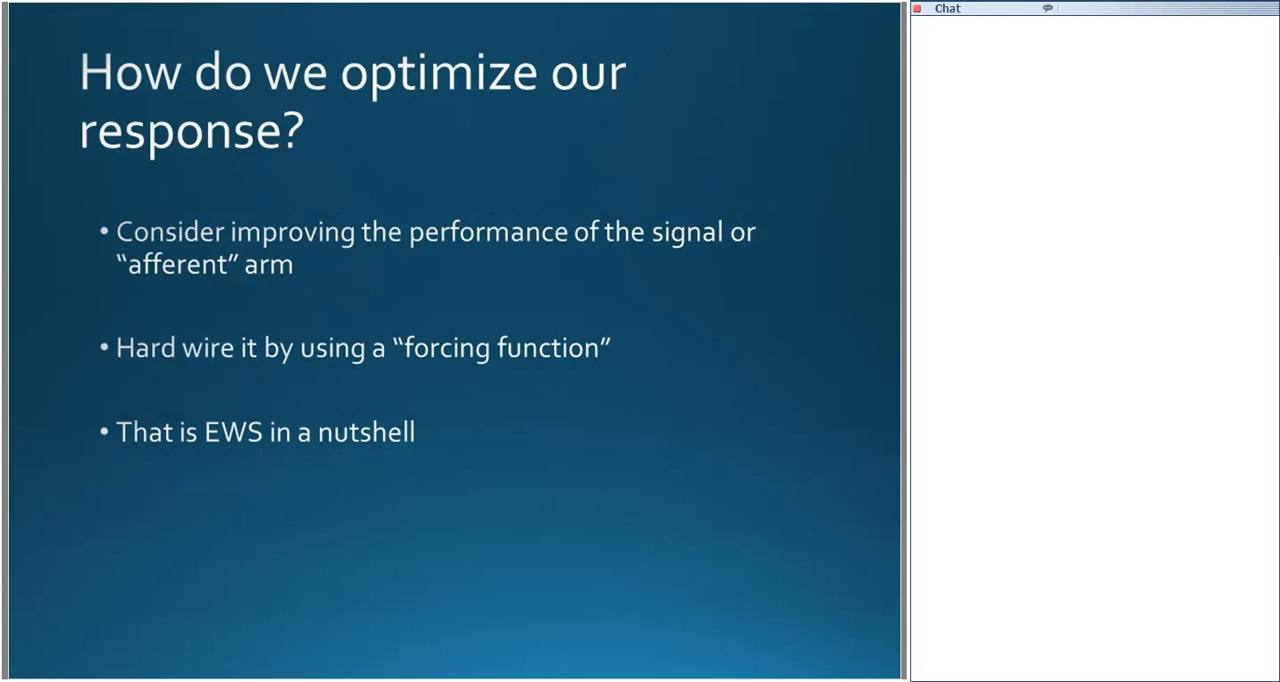 How do we optimize our
response?
• Consider improving the performance of the signal or
“afferent” arm
• Hard wire it by using a “forcing function”
• That is EWS in a nutshell
Chat